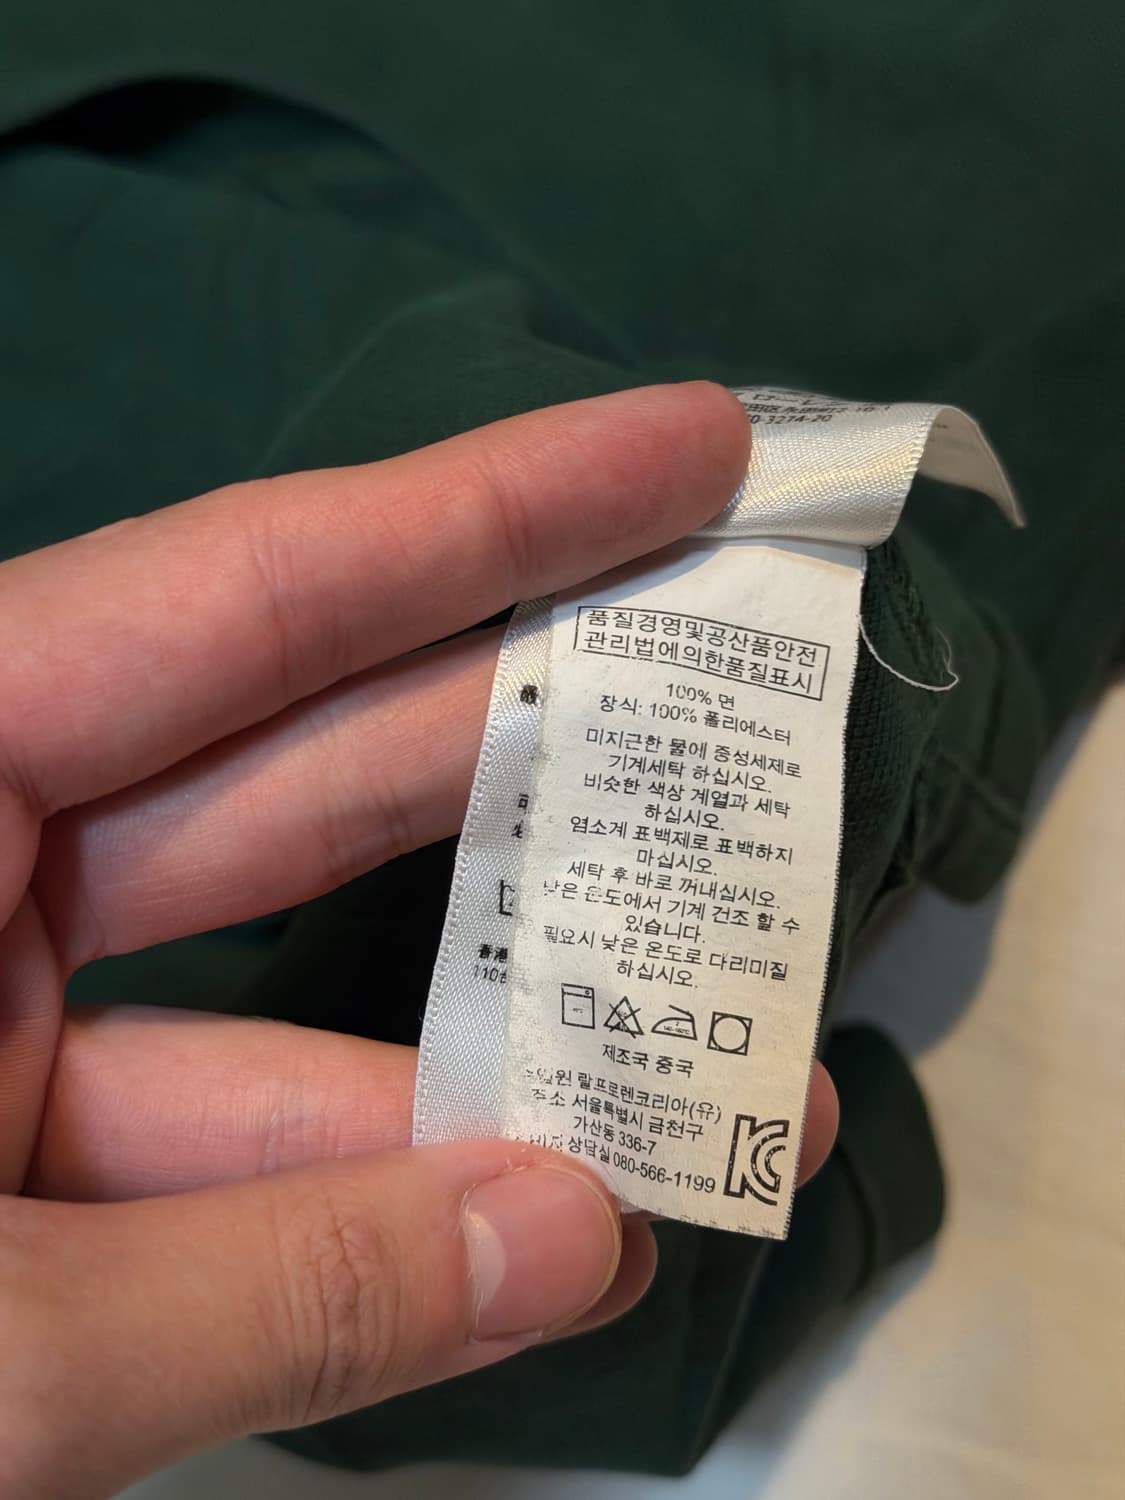 3274-20
품질경영및공산품안전
관리법에의한품질표시
100% 면
장식: 100% 폴리에스터
미지근한 물에 중성세제로
기계세탁 하십시오.
비슷한 색상 계열과 세탁
하십시오.
염소계 표백제로 표백하지
마십시오.
세탁 후 바로 꺼내십시오.
낮은 온도에서 기계 건조 할 수
있습니다.
필요시 낮은 온도로 다리미질
하십시오.
제조국 중국
랄프로렌코리아(유)
주소 서울특별시 금천구
가산동 336-7
상담실 080-566-1199
香港
110